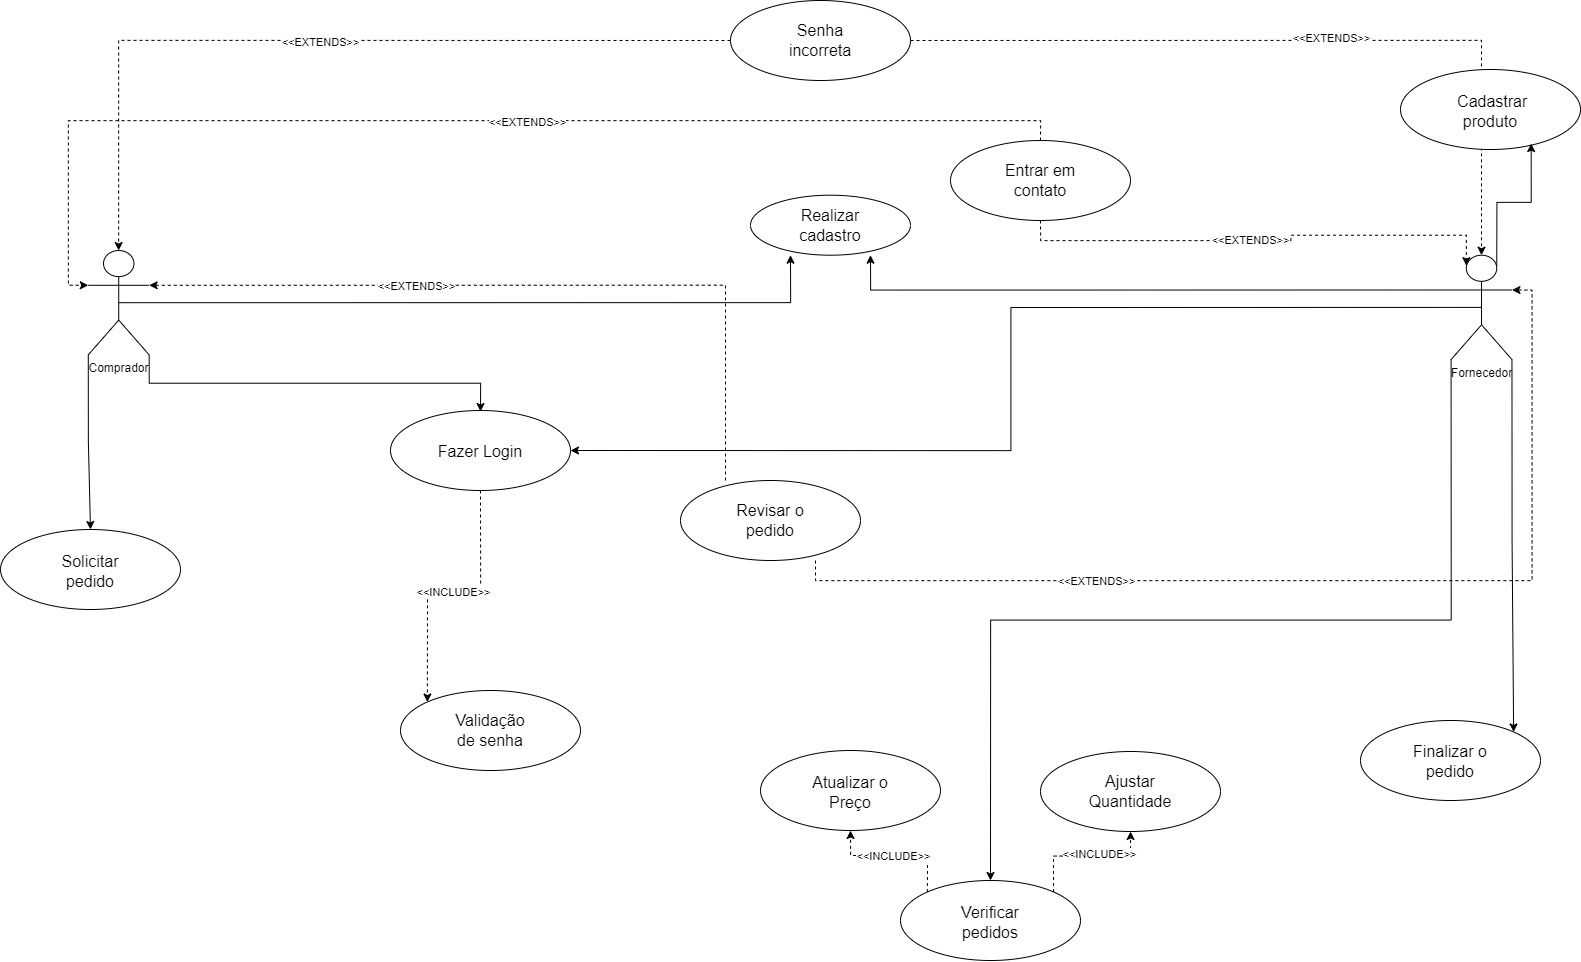 Senha
incorreta
<<EXTENDS>>
<<EXTENDS>>
Cadastrar
produto
<<EXTENDS>>
Entrar em
contato
Realizar
cadastro
<<EXTENDS>>
<<EXTENDS>>
Comprador
Fornecedor
Fazer Login
Revisar o
pedido
Solicitar
pedido
<<EXTENDS>>
<<INCLUDE>>
Validação
de senha
Finalizar o
pedido
Atualizar o
Preço
Ajustar
Quantidade
<<INCLUDE>>
<<INCLUDE>>
Verificar
pedidos